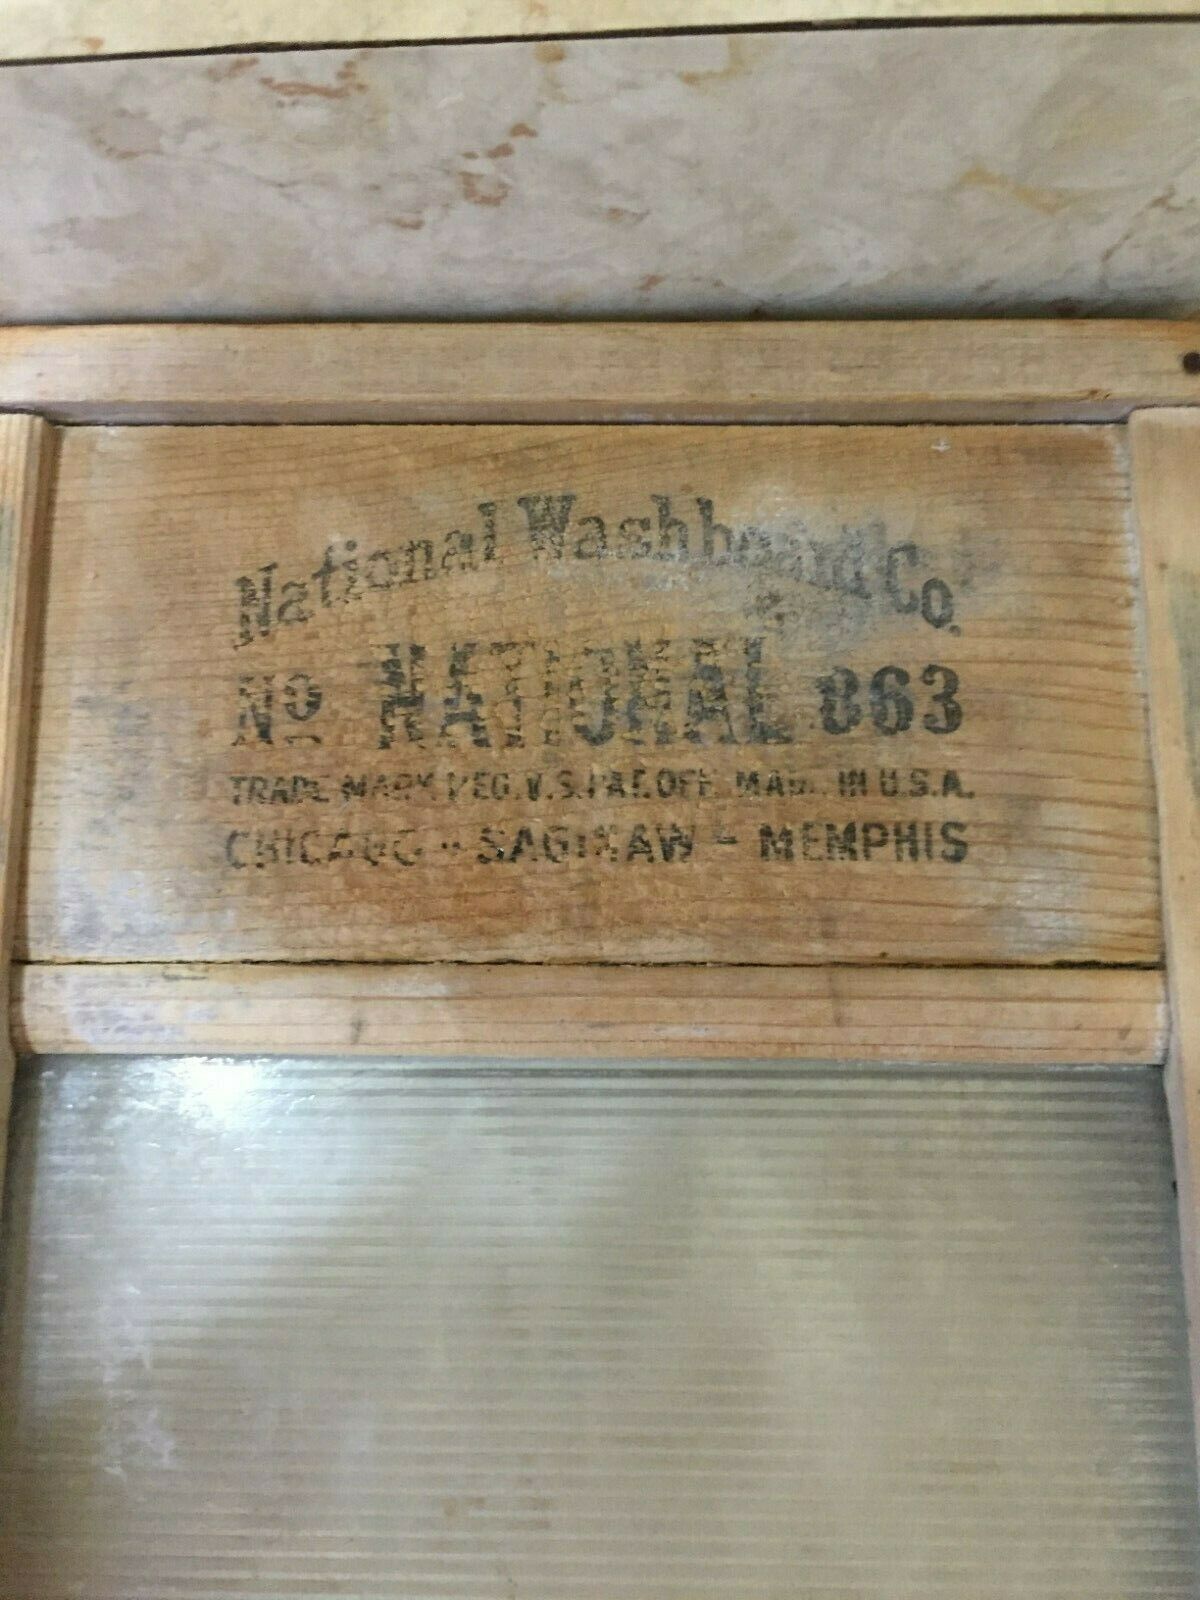 National Washboard Co.
No NATIONAL 863
TRADE MARK REG. U.S. PAT. OFF. MADE IN U.S.A.
CHICAGO - SAGINAW - MEMPHIS